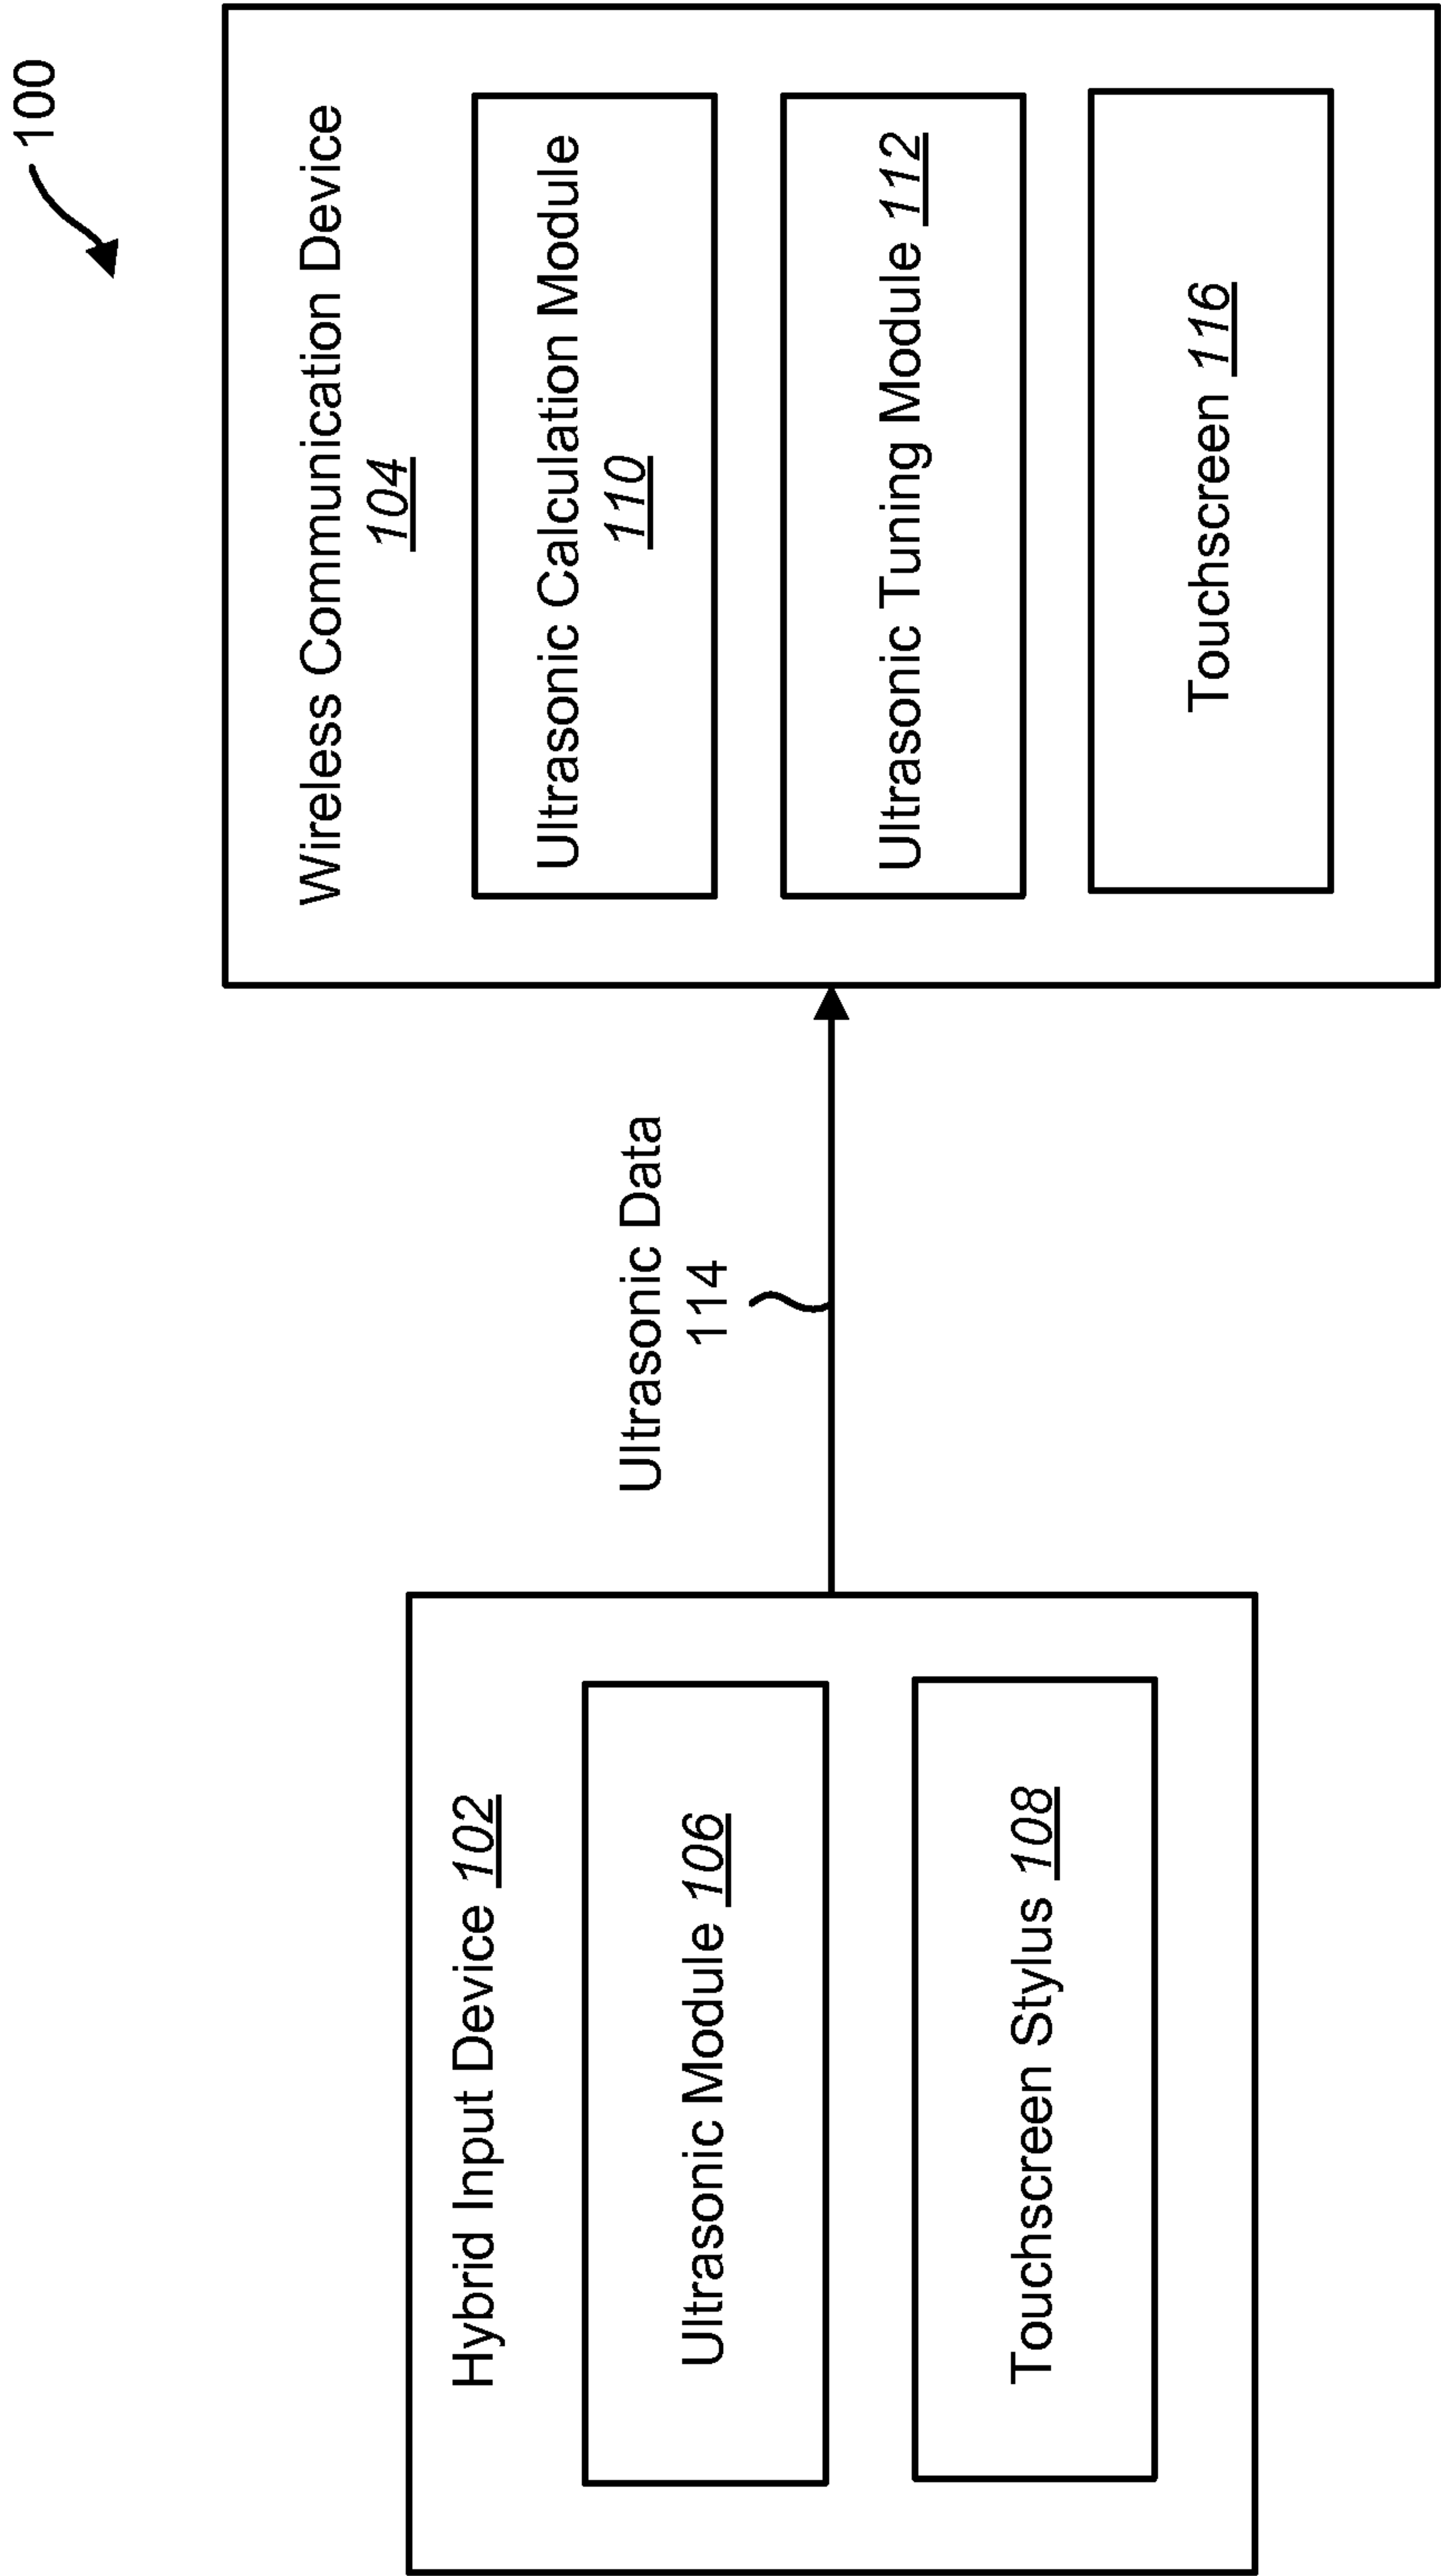 100
Hybrid Input Device 102
Ultrasonic Module 106
Touchscreen Stylus 108
Ultrasonic Data
114
Wireless Communication Device
104
Ultrasonic Calculation Module
110
Ultrasonic Tuning Module 112
Touchscreen 116